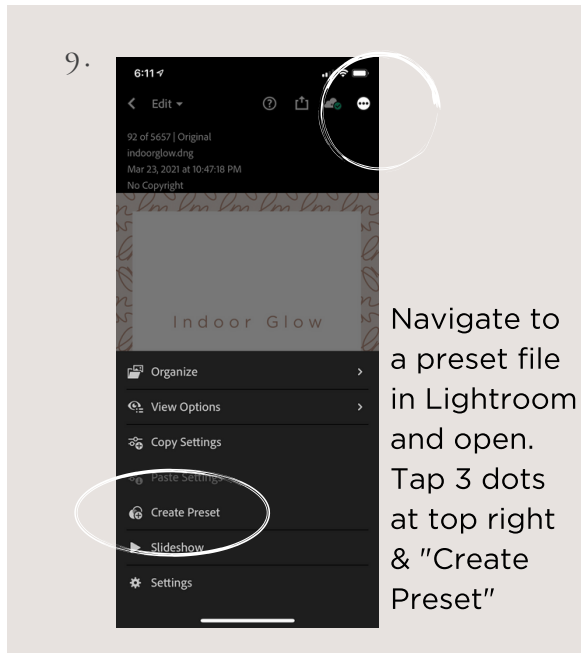 9.
6:11
Edit
92 of 5657 | Original
indoorglow.dng
Mar 23, 2021 at 10:47:18 PM
No Copyright
Indoor Glow
Organize
View Options
Copy Settings
Paste Settings
Create Preset
Slideshow
Settings
Navigate to
a preset file
in Lightroom
and open.
Tap 3 dots
at top right
& "Create
Preset"